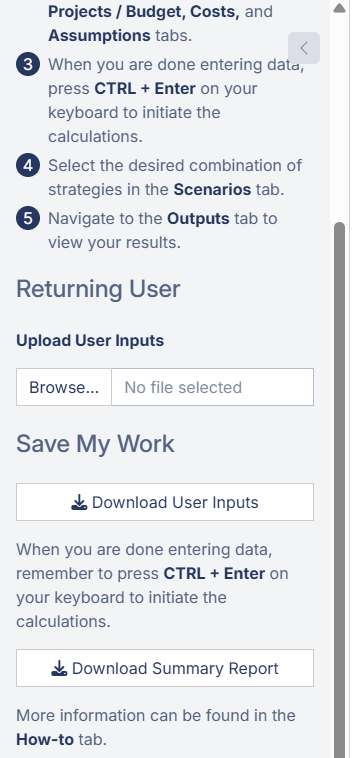 Projects / Budget, Costs, and
Assumptions tabs.
3 When you are done entering data,
press CTRL + Enter on your
keyboard to initiate the
calculations.
4 Select the desired combination of
strategies in the Scenarios tab.
5 Navigate to the Outputs tab to
view your results.
Returning User
Upload User Inputs
Browse... No file selected
Save My Work
Download User Inputs
When you are done entering data,
remember to press CTRL + Enter on
your keyboard to initiate the
calculations.
Download Summary Report
More information can be found in the
How-to tab.